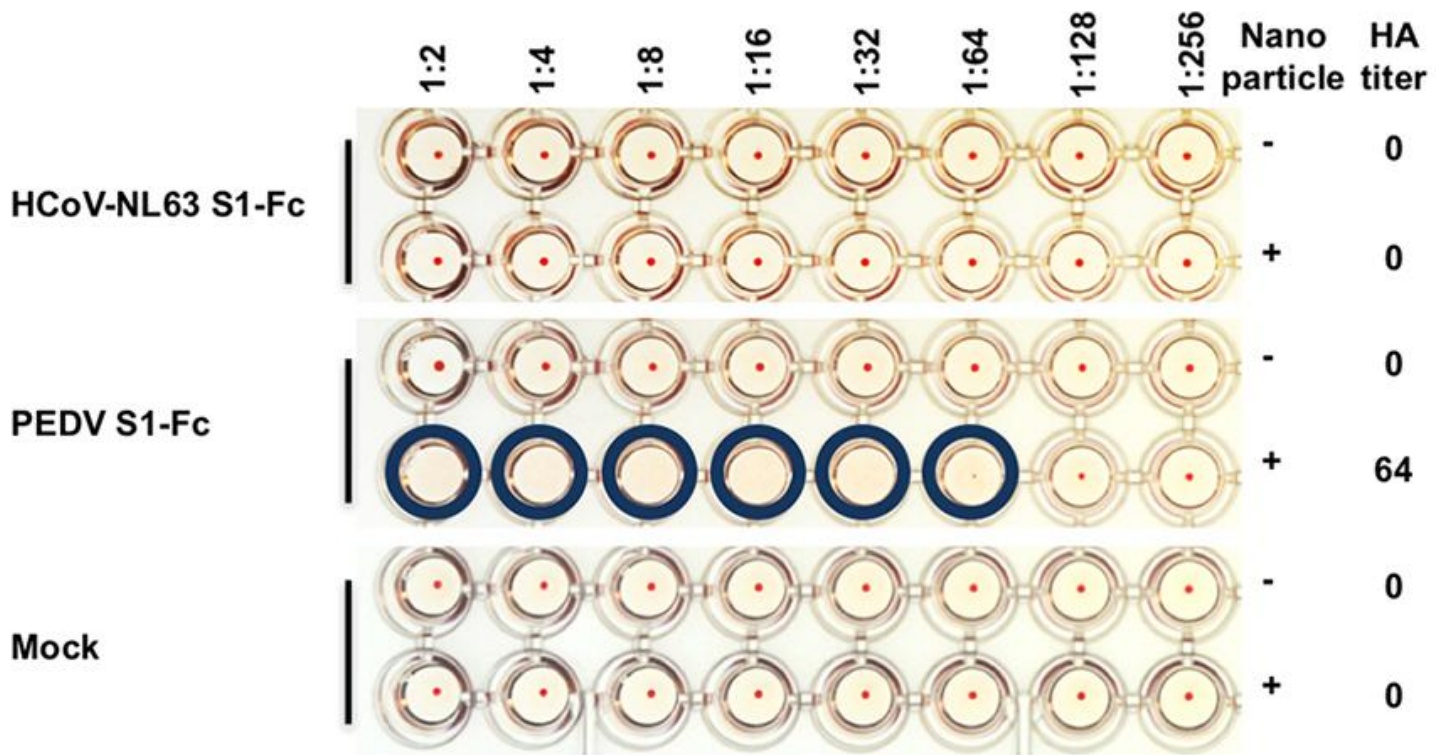 1:2 1:4 1:8 1:16 1:32 1:64 1:128 1:256 Nano particle HA titer
HCoV-NL63 S1-Fc
- 0
+ 0
PEDV S1-Fc
- 0
+ 64
Mock
- 0
+ 0